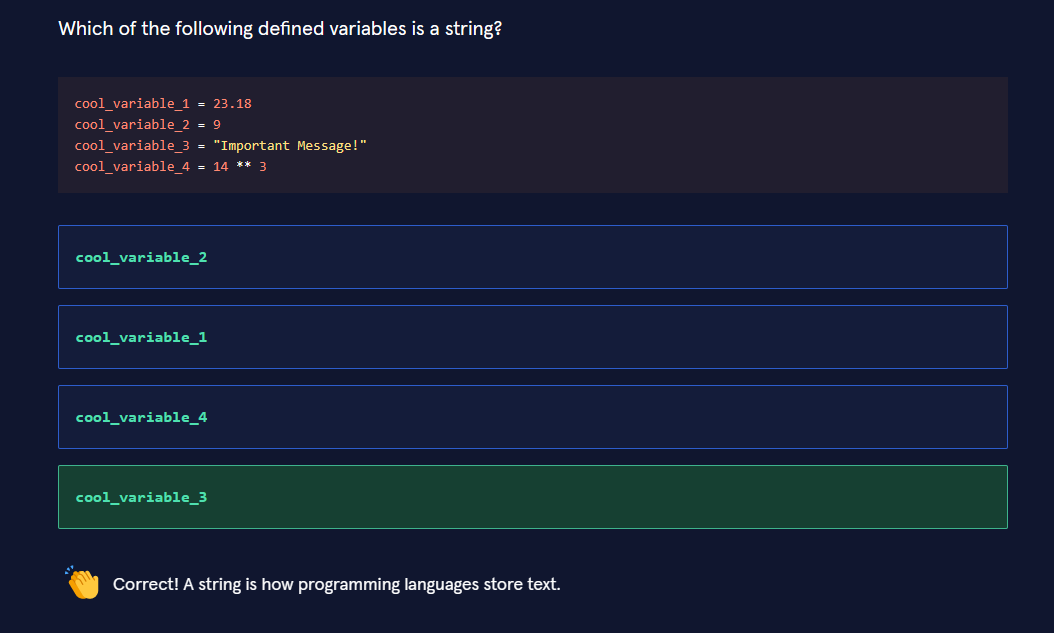 Which of the following defined variables is a string?
cool_variable_1 = 23.18
cool_variable_2 = 9
cool_variable_3 = "Important Message!"
cool_variable_4 = 14 ** 3
cool_variable_2
cool_variable_1
cool_variable_4
cool_variable_3
Correct! A string is how programming languages store text.